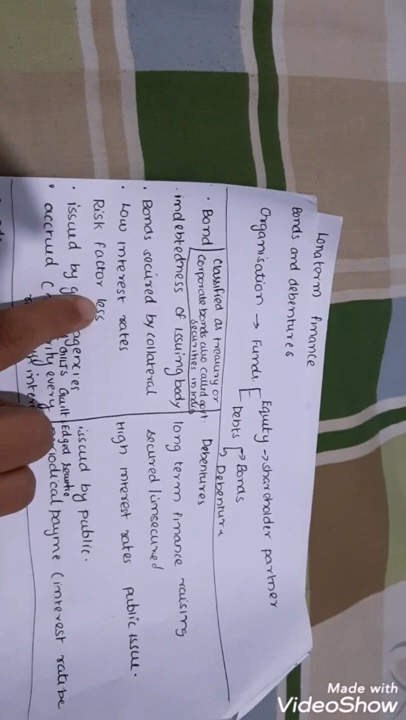 Long term finance
Bonds and debentures
Organisation → Funds [ Equity → shareholder partner
Debts → Bonds
↳ Debenture
• Bond classified as treasury or
corporate bonds also called govt
securities in India
Debentures
• indebtedness of issuing body long term finance raising
• Bonds secured by collateral secured/unsecured
• Low interest rates High interest rates public issue.
Risk factor less
• issued by agencies issued by public.
Edged
• accrued every payme (interest rate be
Made with
VideoShow